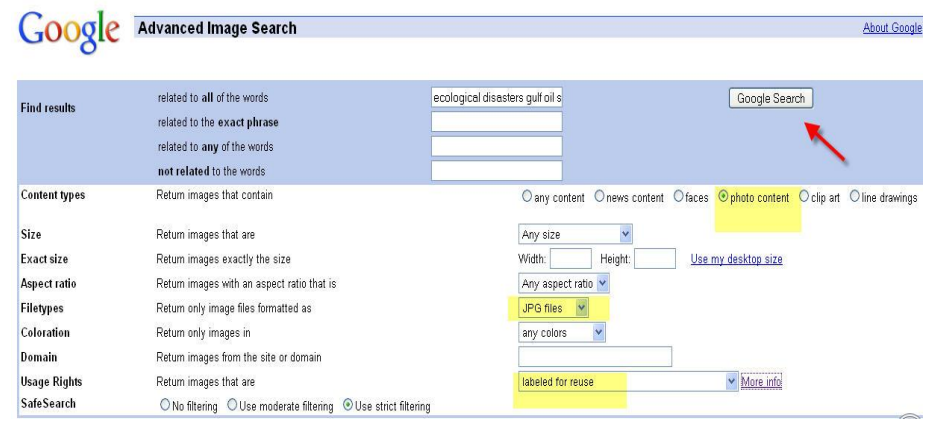 Google Advanced Image Search About Google
Find results related to all of the words ecological disasters gulf oil s Google Search
related to the exact phrase
related to any of the words
not related to the words
Content types Return images that contain any content news content faces photo content clip art line drawings
Size Return images that are Any size
Exact size Return images exactly the size Width: Height: Use my desktop size
Aspect ratio Return images with an aspect ratio that is Any aspect ratio
Filetypes Return only image files formatted as JPG files
Coloration Return only images in any colors
Domain Return images from the site or domain
Usage Rights Return images that are labeled for reuse More info
SafeSearch No filtering Use moderate filtering Use strict filtering